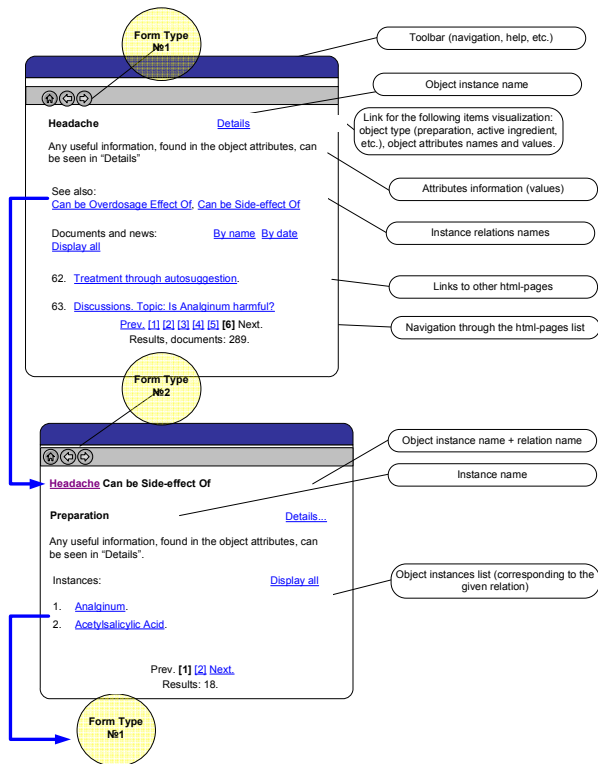 Form Type
№1
Toolbar (navigation, help, etc.)
Object instance name
Headache Details
Link for the following items visualization:
object type (preparation, active ingredient,
etc.), object attributes names and values.
Any useful information, found in the object attributes, can
be seen in “Details”
Attributes information (values)
See also:
Can be Overdosage Effect Of, Can be Side-effect Of
Instance relations names
Documents and news: By name By date
Display all
62. Treatment through autosuggestion.
Links to other html-pages
63. Discussions. Topic: Is Analginum harmful?
Prev. [1] [2] [3] [4] [5] [6] Next.
Navigation through the html-pages list
Results, documents: 289.
Form Type
№2
Object instance name + relation name
Headache Can be Side-effect Of
Instance name
Preparation Details...
Any useful information, found in the object attributes, can
be seen in “Details”.
Object instances list (corresponding to the
given relation)
Instances: Display all
1. Analginum.
2. Acetylsalicylic Acid.
Prev. [1] [2] Next.
Results: 18.
Form Type
№1